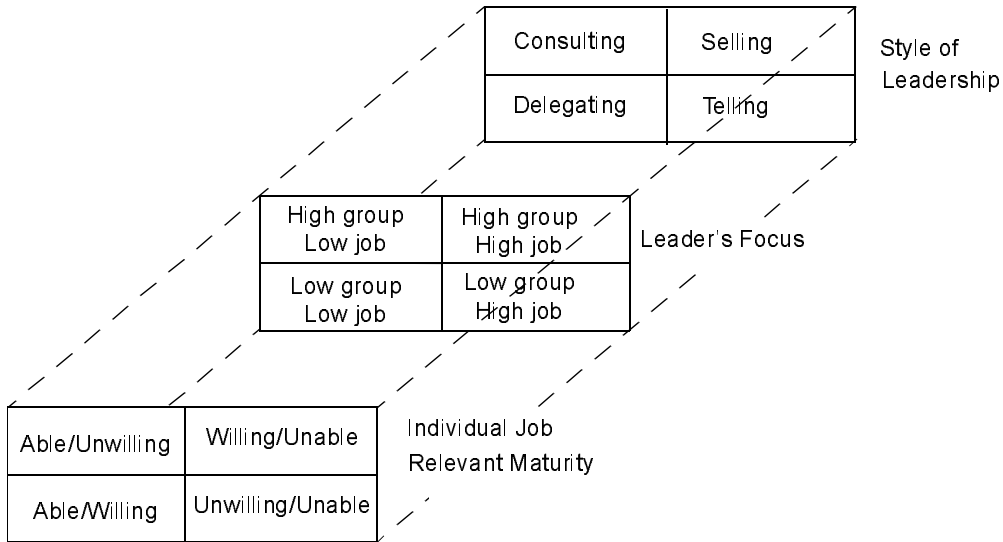 Consulting
Selling
Style of
Leadership
Delegating
Telling
High group
Low job
High group
High job
Leader's Focus
Low group
Low job
Low group
High job
Able/Unwilling
Willing/Unable
Individual Job
Relevant Maturity
Able/Willing
Unwilling/Unable